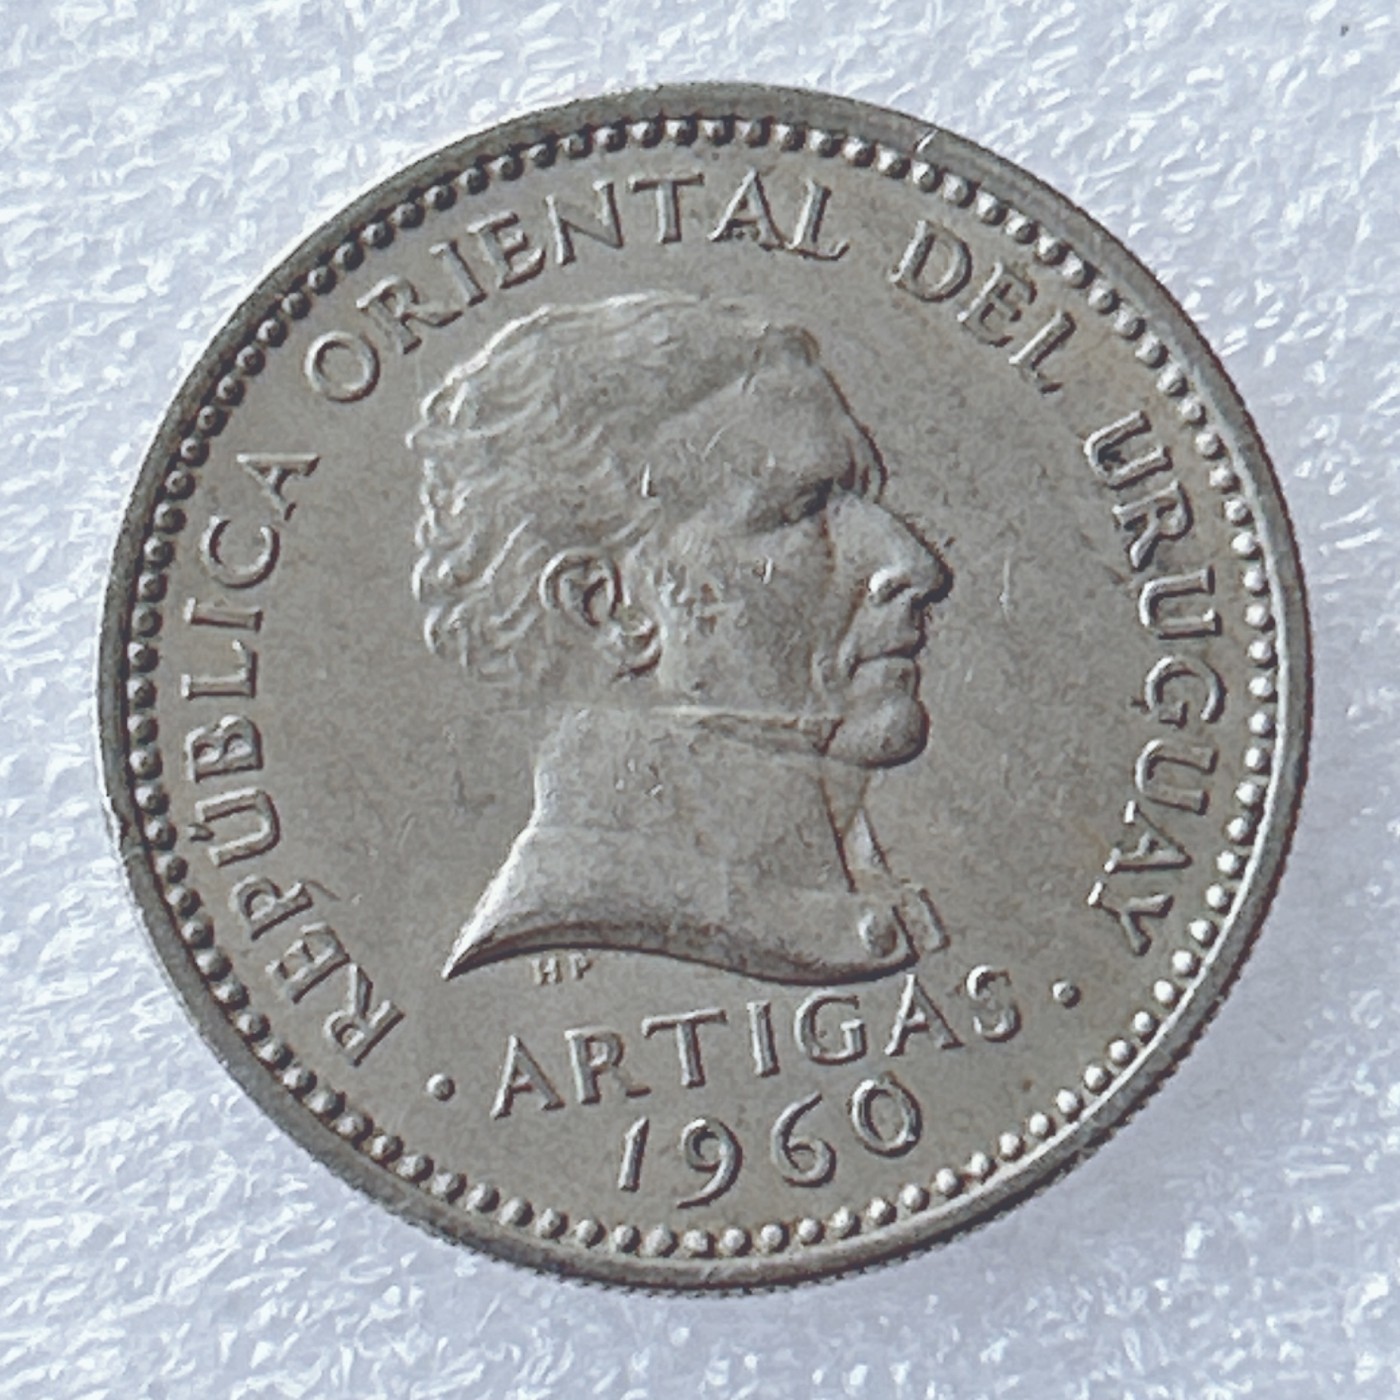 REPÚBLICA ORIENTAL DEL URUGUAY
HP
· ARTIGAS ·
1960